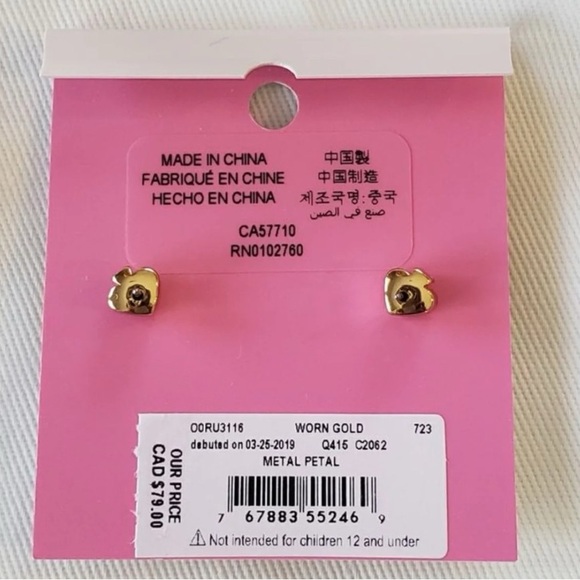 MADE IN CHINA
FABRIQUÉ EN CHINE
HECHO EN CHINA
中国製
中国制造
제조국명:중국
صنع في الصين
CA57710
RN0102760
O0RU3116 WORN GOLD 723
debuted on 03-25-2019 Q415 C2062
METAL PETAL
7 67883 55246 9
⚠ Not intended for children 12 and under
OUR PRICE
CAD $79.00